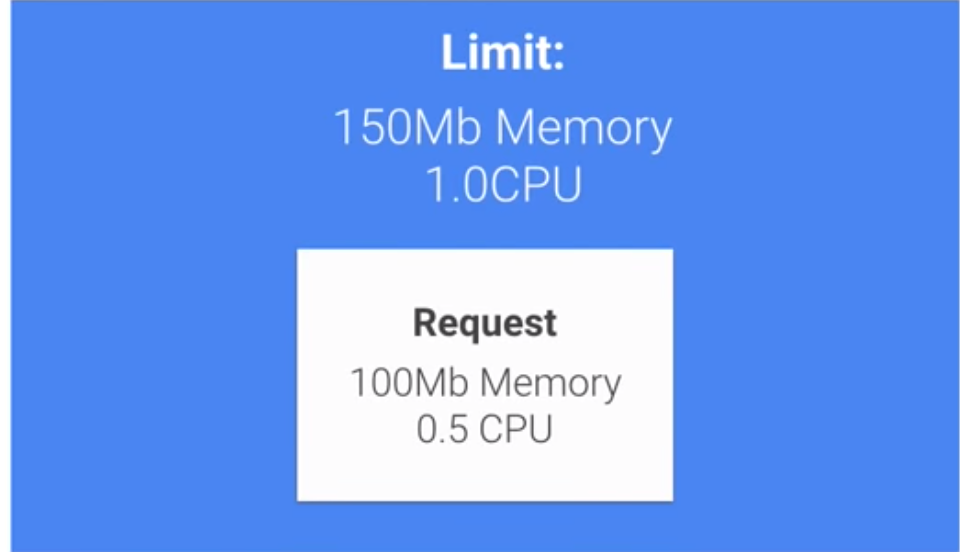 Limit:
150Mb Memory
1.0CPU
Request
100Mb Memory
0.5 CPU